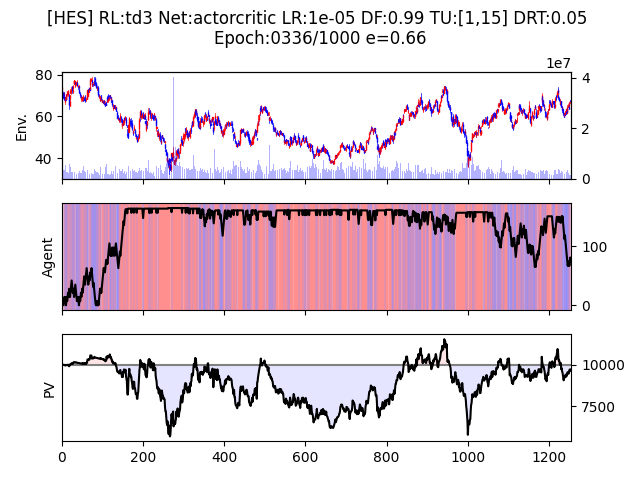 [HES] RL:td3 Net:actorcritic LR:1e-05 DF:0.99 TU:[1,15] DRT:0.05
Epoch:0336/1000 e=0.66
1e7
80
60
40
Env.
4
2
0
Agent
100
0
PV
10000
7500
0 200 400 600 800 1000 1200